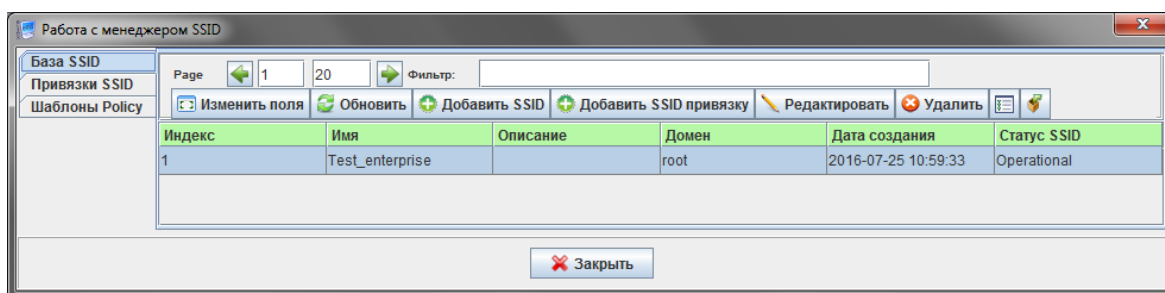 Работа с менеджером SSID
База SSID
Привязки SSID
Шаблоны Policy
Page 1 20 Фильтр:
Изменить поля Обновить Добавить SSID Добавить SSID привязку Редактировать Удалить
Индекс Имя Описание Домен Дата создания Статус SSID
1 Test_enterprise root 2016-07-25 10:59:33 Operational
Закрыть